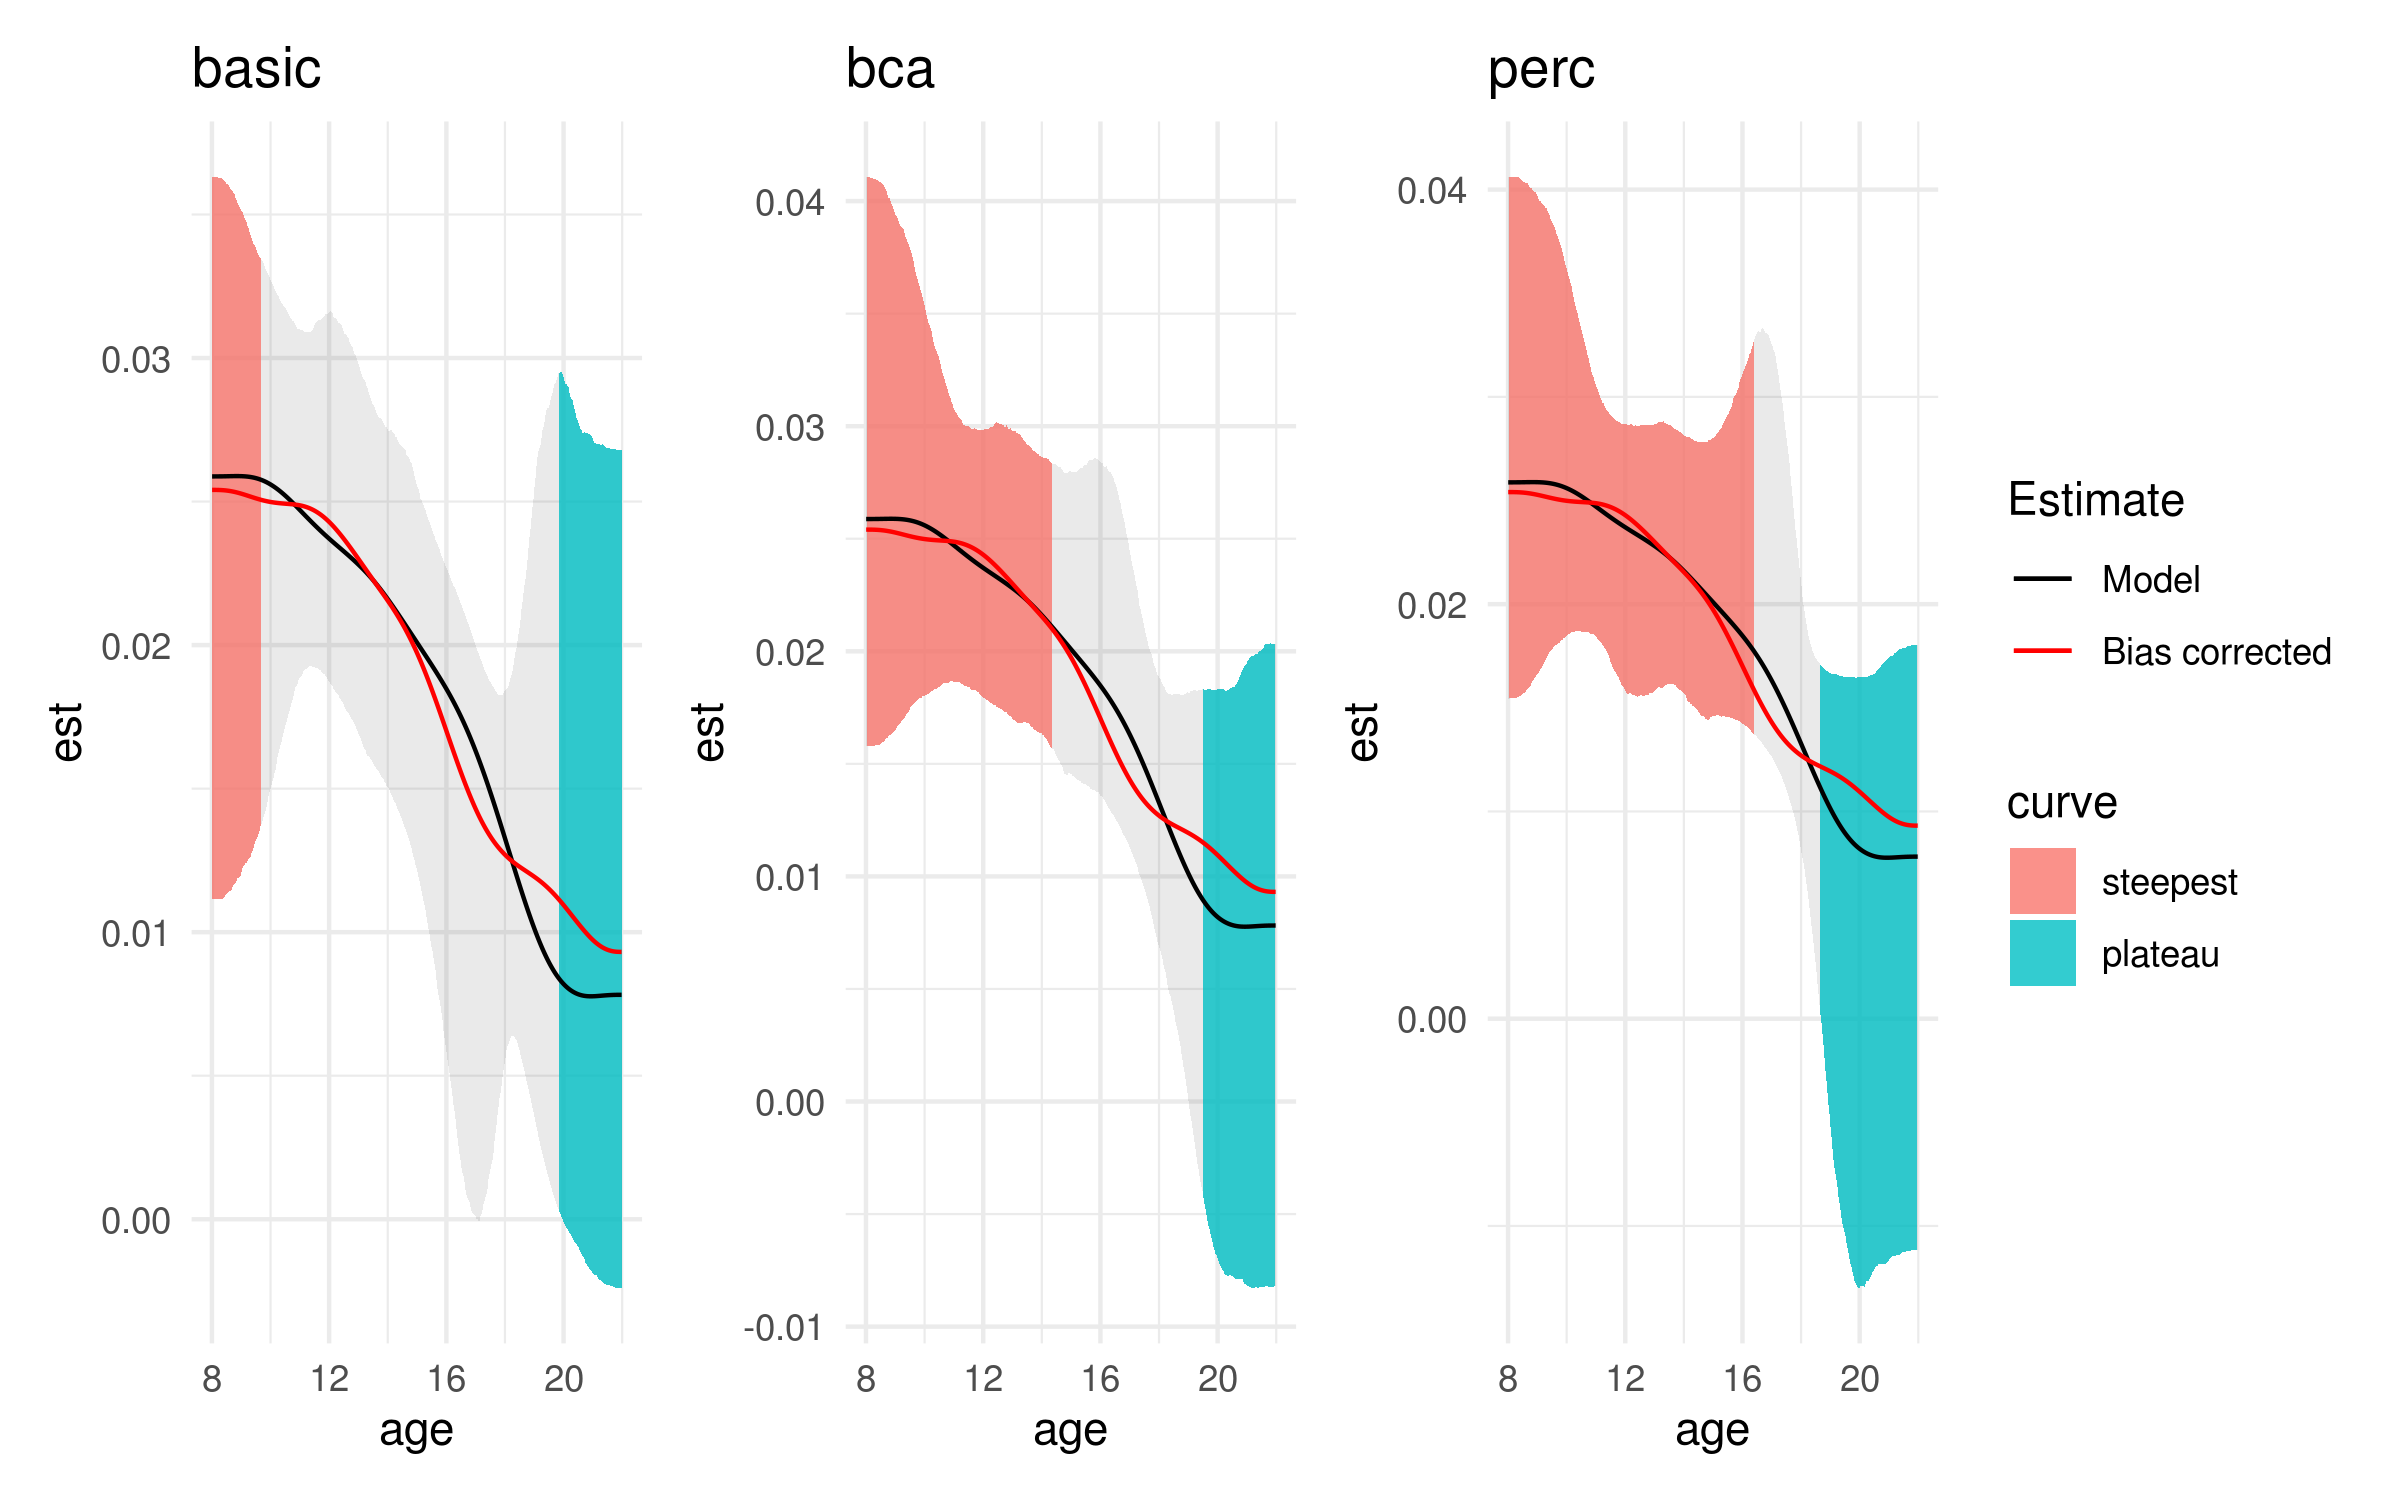 basic
bca
perc
est
0.03
0.02
0.01
0.00
8 12 16 20
age
est
0.04
0.03
0.02
0.01
0.00
-0.01
8 12 16 20
age
est
0.04
0.02
0.00
8 12 16 20
age
Estimate
Model
Bias corrected
curve
steepest
plateau